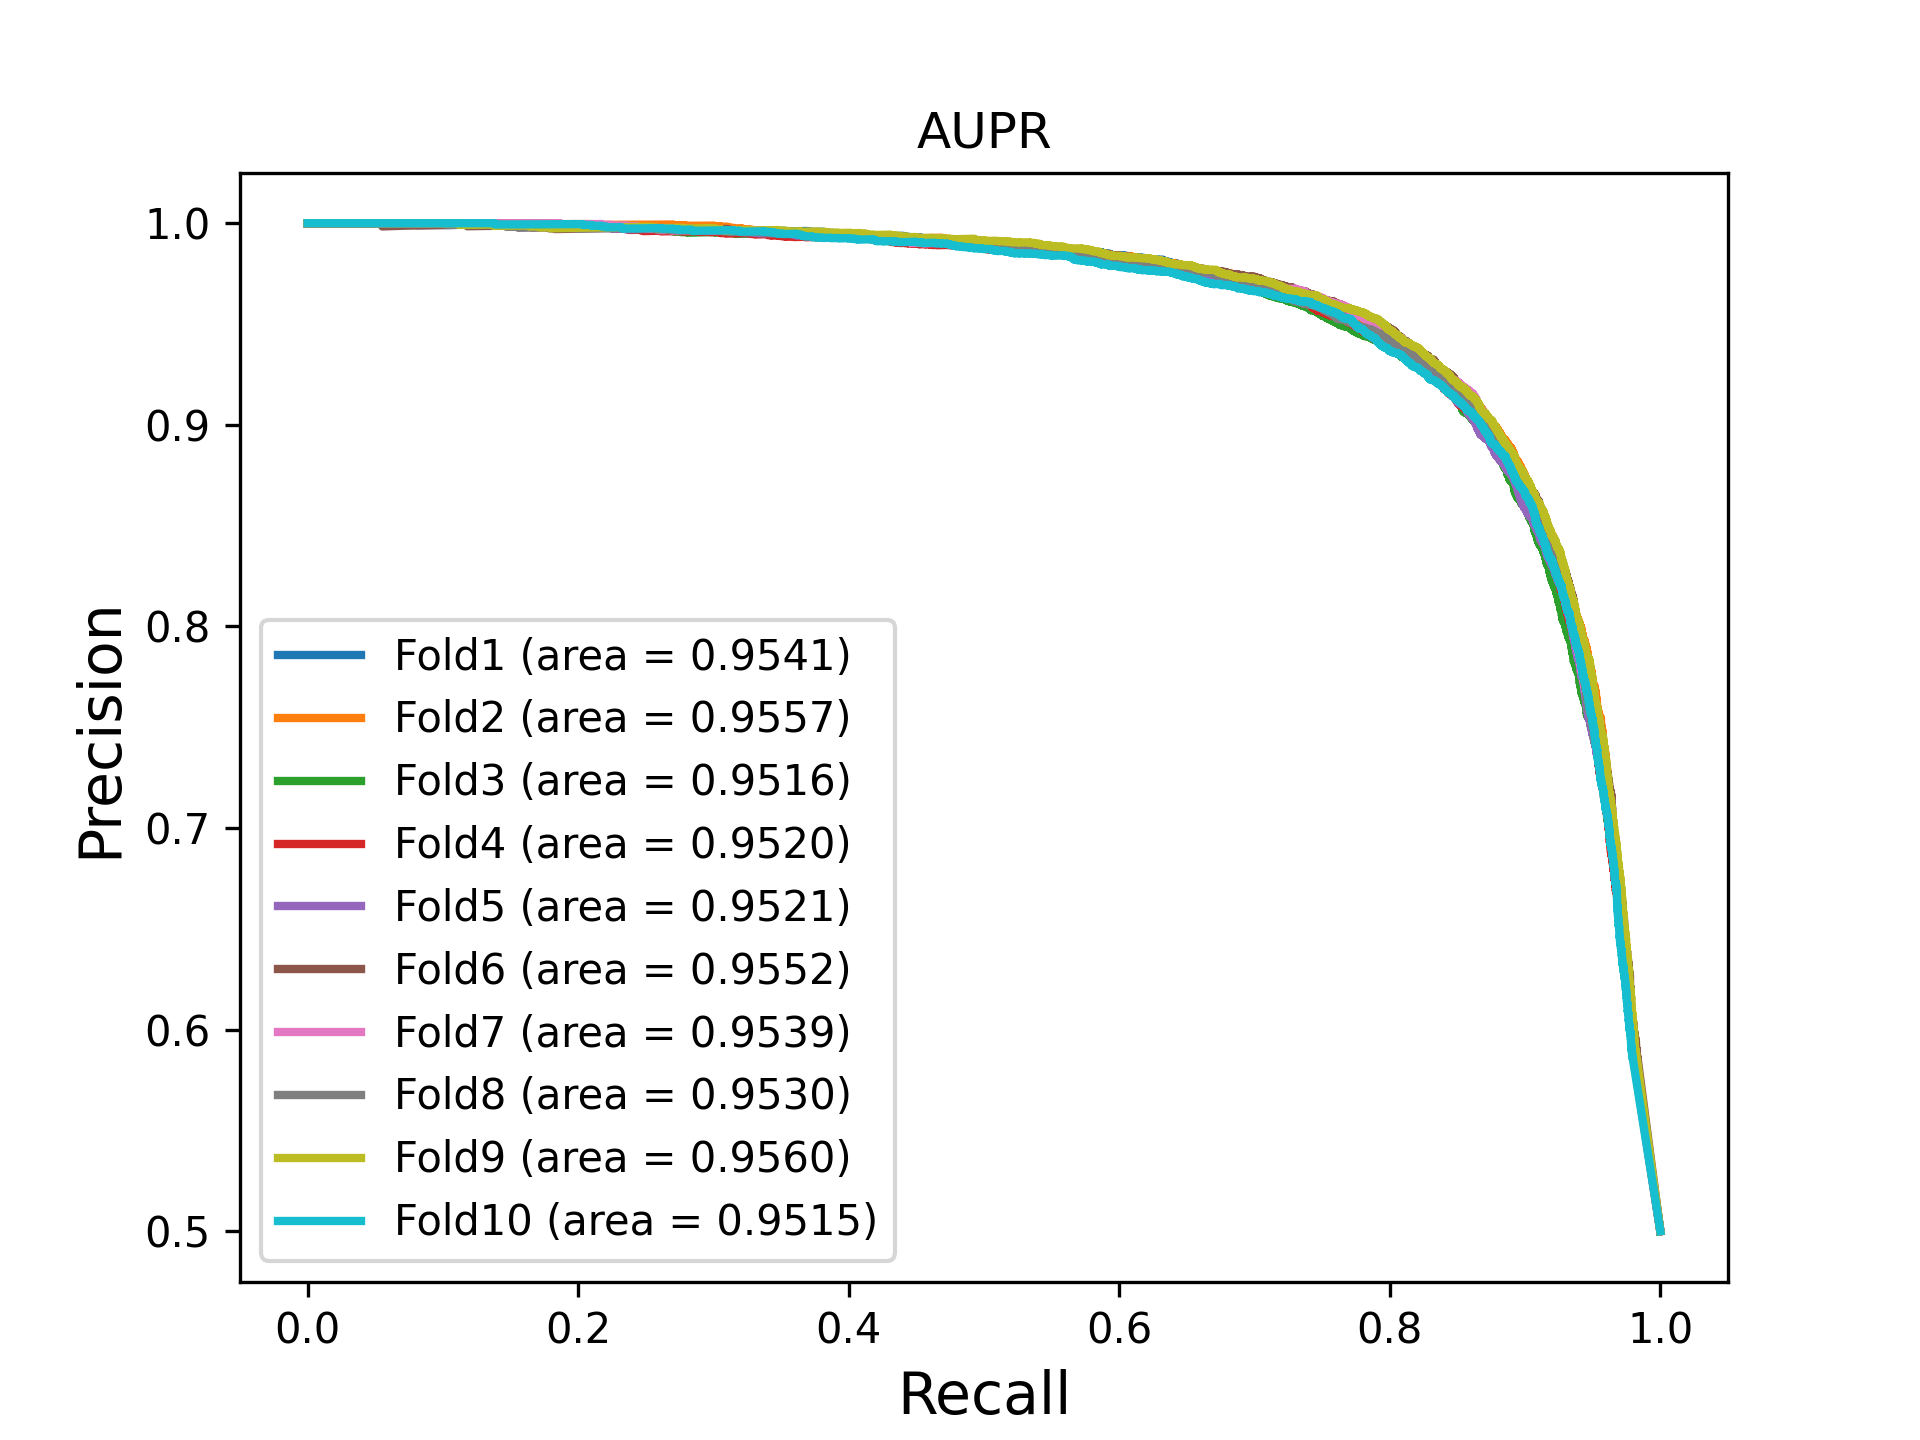 AUPR
1.0
0.9
0.8
0.7
0.6
0.5
Precision
Fold1 (area = 0.9541)
Fold2 (area = 0.9557)
Fold3 (area = 0.9516)
Fold4 (area = 0.9520)
Fold5 (area = 0.9521)
Fold6 (area = 0.9552)
Fold7 (area = 0.9539)
Fold8 (area = 0.9530)
Fold9 (area = 0.9560)
Fold10 (area = 0.9515)
0.0 0.2 0.4 0.6 0.8 1.0
Recall